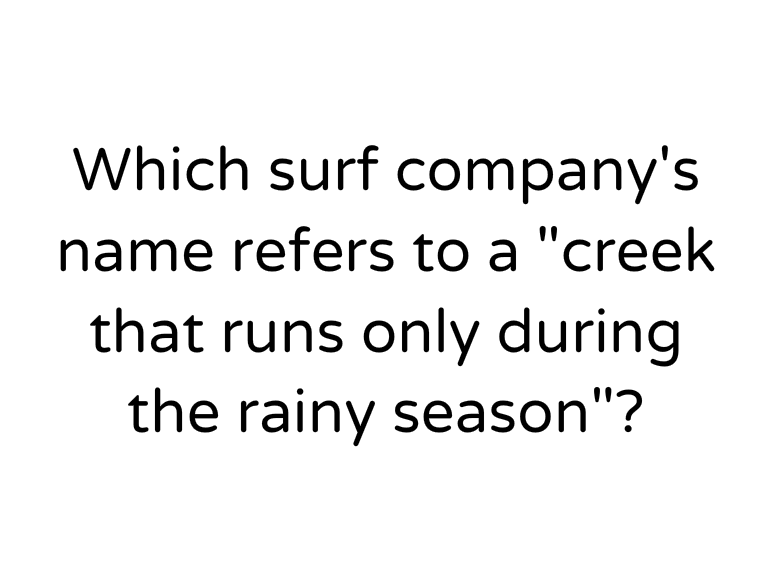 Which surf company's
name refers to a "creek
that runs only during
the rainy season"?